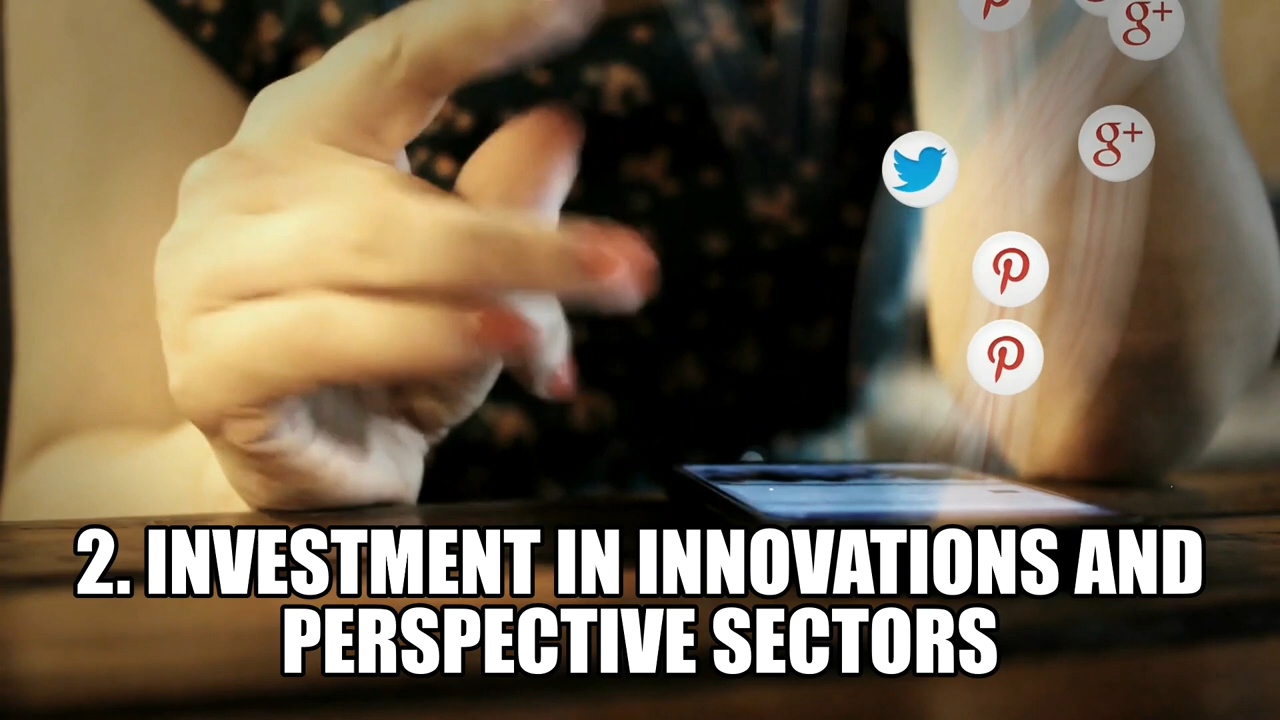 g+
g+
2. INVESTMENT IN INNOVATIONS AND
PERSPECTIVE SECTORS